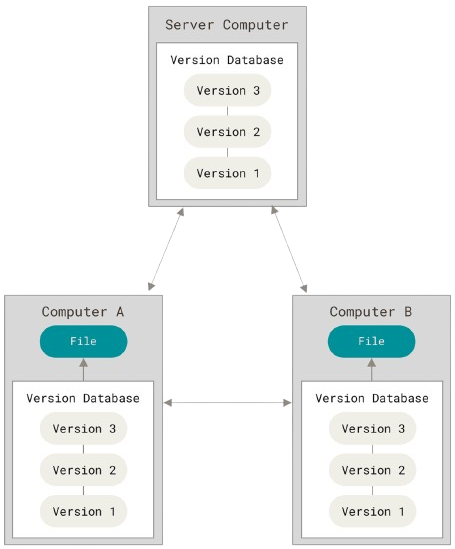 Server Computer
Version Database
Version 3
Version 2
Version 1
Computer A
File
Version Database
Version 3
Version 2
Version 1
Computer B
File
Version Database
Version 3
Version 2
Version 1